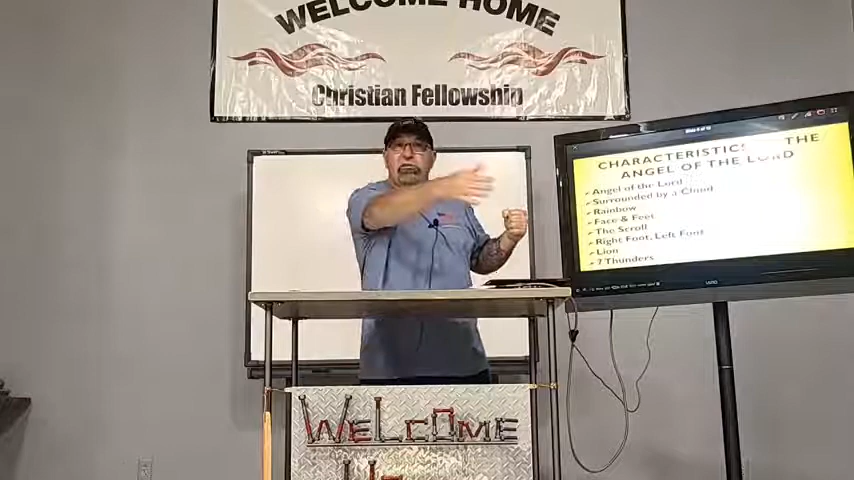 WELCOME HOME
Christian Fellowship
CHARACTERISTICS THE
ANGEL OF THE LORD
Angel of the Lord
Surrounded by a Cloud
Rainbow
Face & Feet
The Scroll
Right Foot, Left Foot
Lion
7 Thunders
WELCOME